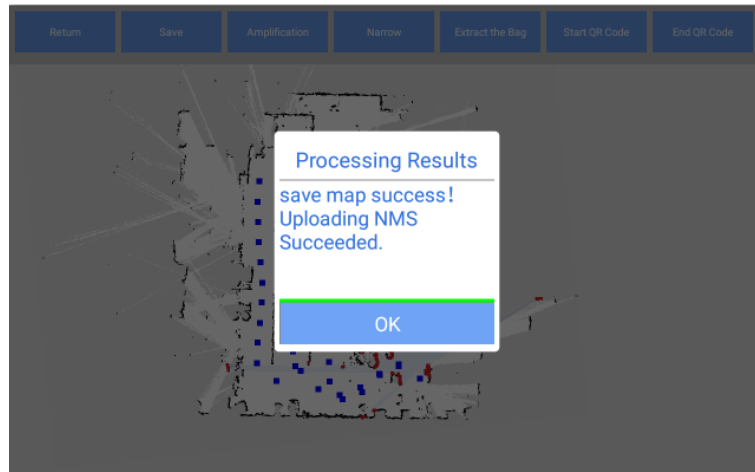 Return
Save
Amplification
Narrow
Extract the Bag
Start QR Code
End QR Code
Processing Results
save map success!
Uploading NMS
Succeeded.
OK